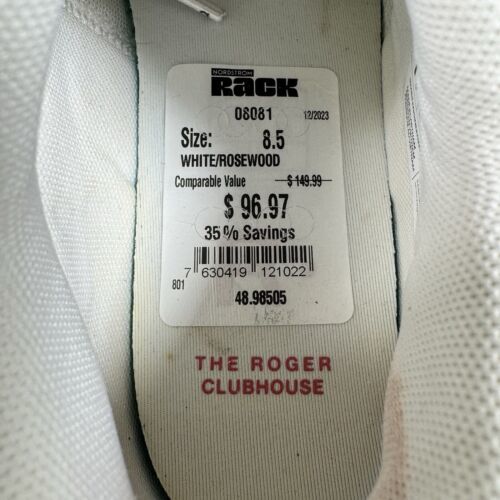 NORDSTROM
RACK
08081 12/2023
Size: 8.5
WHITE/ROSEWOOD
Comparable Value $ 149.99
$ 96.97
35% Savings
7 630419 121022
801
48.98505
THE ROGER
CLUBHOUSE